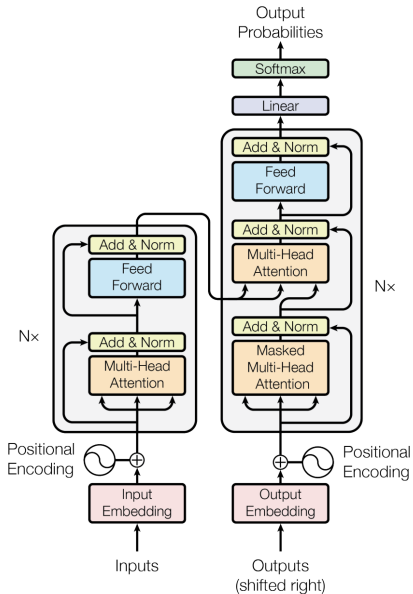 Output
Probabilities
Softmax
Linear
Add & Norm
Feed
Forward
Add & Norm
Multi-Head
Attention
Add & Norm
Masked
Multi-Head
Attention
N×
Add & Norm
Feed
Forward
Add & Norm
Multi-Head
Attention
N×
Positional
Encoding
Positional
Encoding
Input
Embedding
Output
Embedding
Inputs
Outputs
(shifted right)